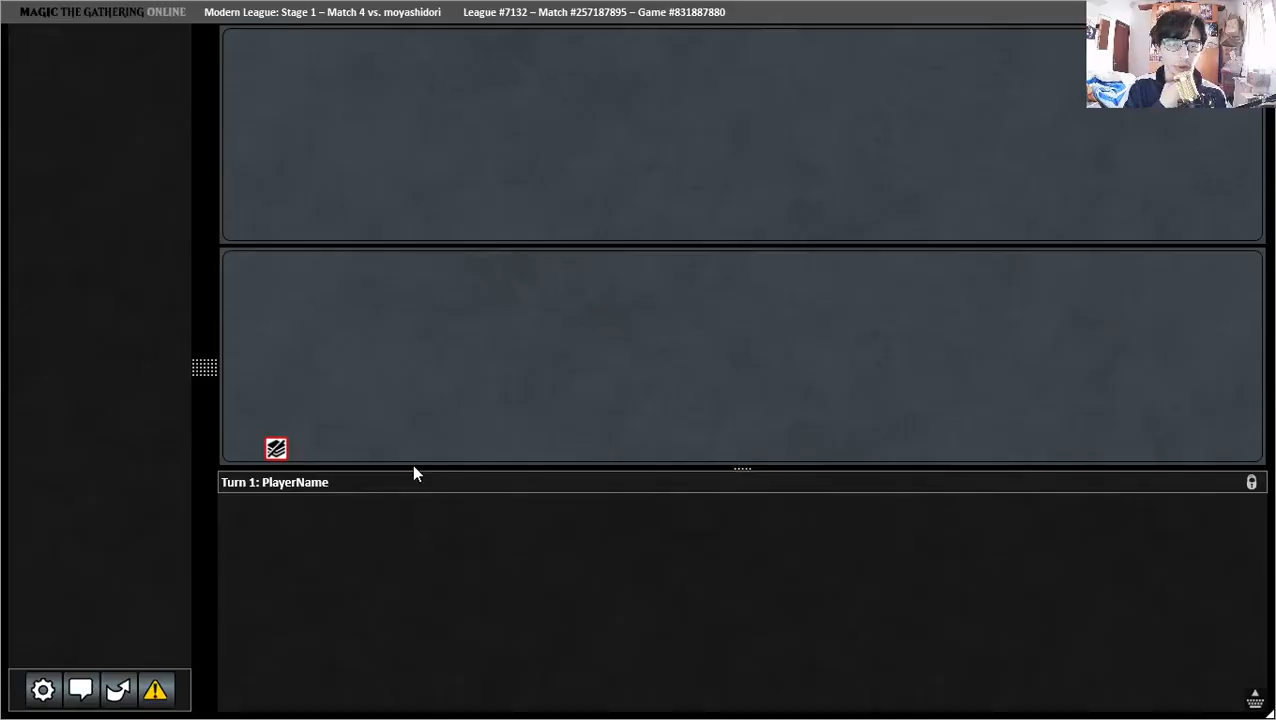 MAGIC THE GATHERING ONLINE Modern League: Stage 1 – Match 4 vs. moyashidori League #7132 – Match #257187895 – Game #831887880
Turn 1: PlayerName